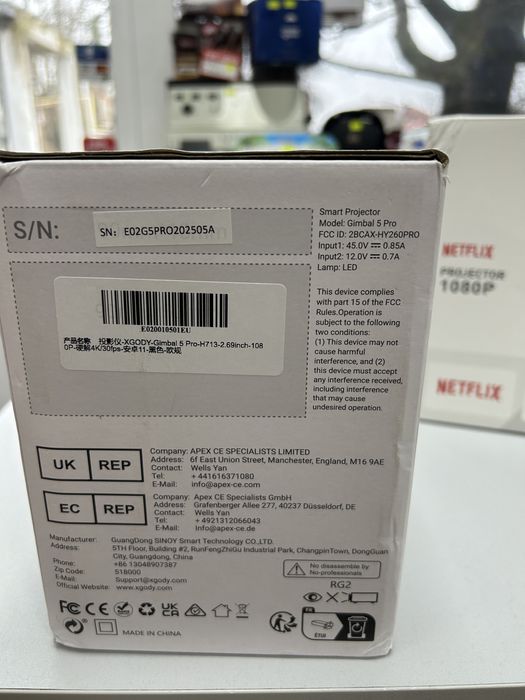 S/N:
SN: E02G5PRO202505A
Smart Projector
Model: Gimbal 5 Pro
FCC ID: 2BCAX-HY260PRO
Input1: 45.0V ⎓ 0.85A
Input2: 12.0V ⎓ 0.7A
Lamp: LED
This device complies
with part 15 of the FCC
Rules.Operation is
subject to the following
two conditions:
(1) This device may not
cause harmful
interference, and (2)
this device must accept
any interference received,
including interference
that may cause
undesired operation.
E020010501EU
产品名称 投影仪-XGODY-Gimbal 5 Pro-H713-2.69inch-108
0P-硬解4K/30fps-安卓11-黑色-欧规
UK REP
Company: APEX CE SPECIALISTS LIMITED
Address: 6f East Union Street, Manchester, England, M16 9AE
Contact: Wells Yan
Tel: +441616371080
E-Mail: info@apex-ce.com
EC REP
Company: Apex CE Specialists GmbH
Address: Grafenberger Allee 277, 40237 Düsseldorf, DE
Contact: Wells Yan
Tel: +4921312066043
E-Mail: Info@apex-ce.de
Manufacturer: GuangDong SINOY Smart Technology CO.,LTD.
Address: 5TH Floor, Building #2, RunFengZhiGu Industrial Park, ChangpinTown, DongGuan
City, Guangdong, China
Phone: +86 13048907387
Zip Code: 518000
E-Mail: Support@xgody.com
Official Website: www.xgody.com
No disassemble by
No-professionals
RG2
FC CE UK CA
FR
ÉTUI
MADE IN CHINA
NETFLIX
PROJECTOR
1080P
NETFLIX